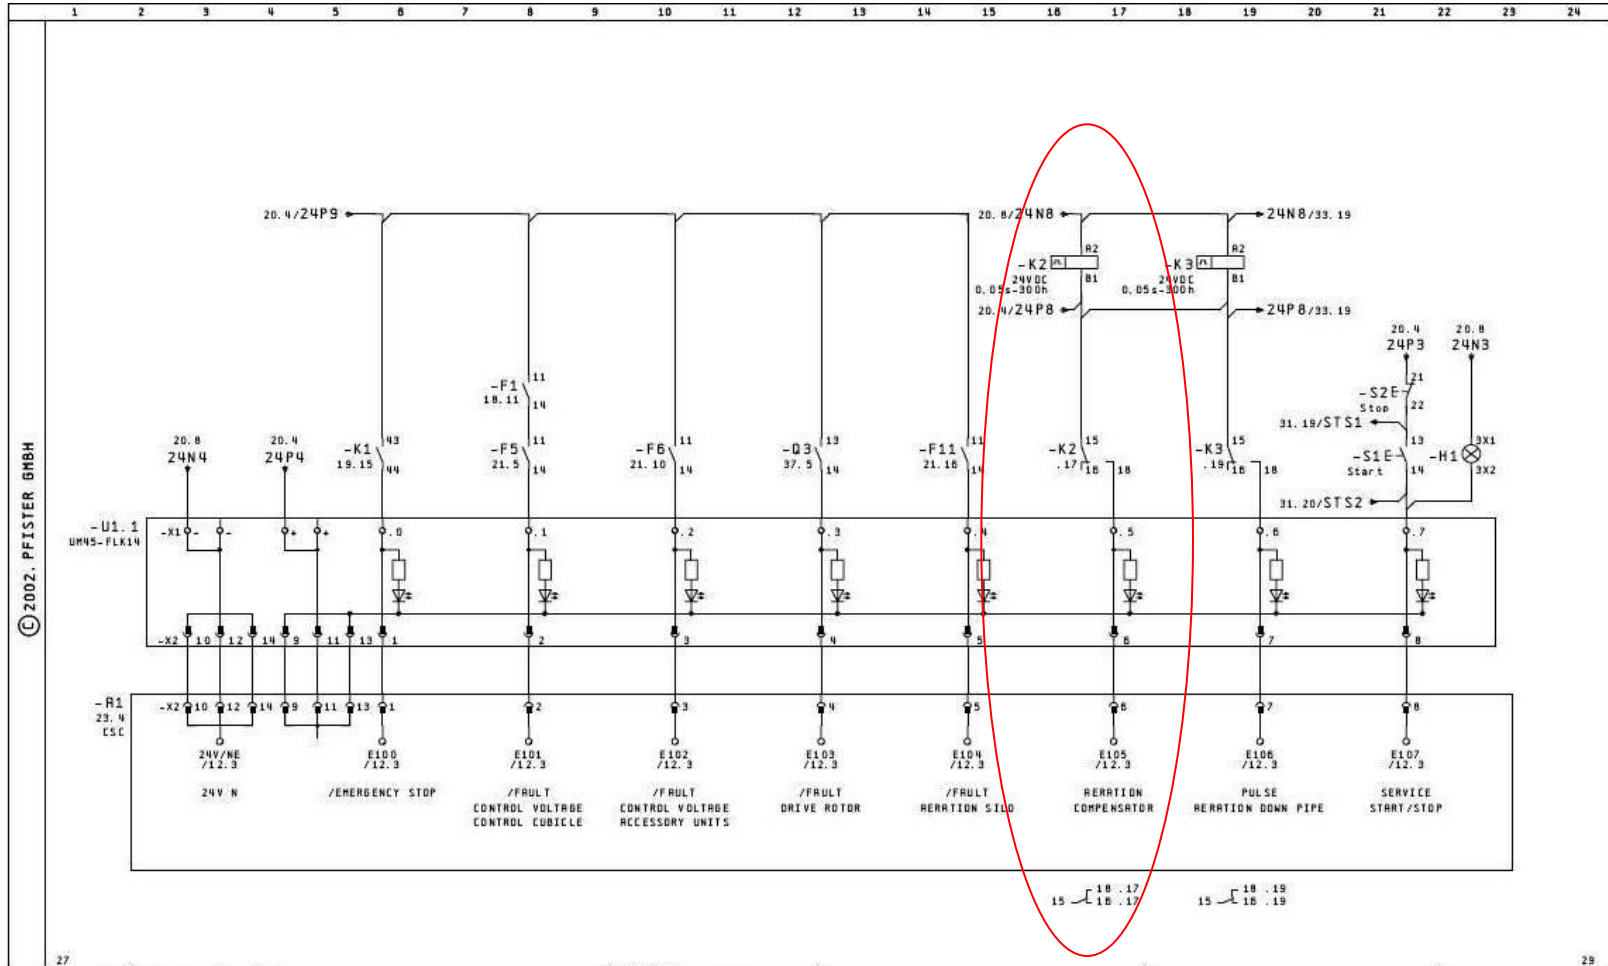 1 2 3 4 5 6 7 8 9 10 11 12 13 14 15 16 17 18 19 20 21 22 23 24
20.4/24P9
20.8/24N8
24N8/33.19
-K2
A2
24VDC
B1
0,05s-300h
-K3
A2
24VDC
B1
0,05s-300h
20.4/24P8
24P8/33.19
20.4
24P3
20.8
24N3
-F1
11
18.11
14
-S2E
21
Stop
22
31.19/STS1
20.8
24N4
20.4
24P4
-K1
43
19.15
44
-F5
11
21.5
14
-F6
11
21.10
14
-Q3
13
37.5
14
-F11
11
21.16
14
-K2
15
.17
16 18
-K3
15
.19
16 18
-S1E
13
Start
14
-H1
3X1
3X2
31.20/STS2
-U1.1
UM45-FLK14
-X1 - - + + .0 .1 .2 .3 .4 .5 .6 .7
-X2 10 12 14 9 11 13 1 2 3 4 5 6 7 8
-A1
23.4
CSC
-X2 10 12 14 9 11 13 1 2 3 4 5 6 7 8
24V/NE E100 E101 E102 E103 E104 E105 E106 E107
/12.3 /12.3 /12.3 /12.3 /12.3 /12.3 /12.3 /12.3 /12.3
24V N
/EMERGENCY STOP
/FAULT
CONTROL VOLTAGE
CONTROL CUBICLE
/FAULT
CONTROL VOLTAGE
ACCESSORY UNITS
/FAULT
DRIVE ROTOR
/FAULT
AERATION SILO
AERATION
COMPENSATOR
PULSE
AERATION DOWN PIPE
SERVICE
START/STOP
18 .17
15 16 .17
18 .19
15 16 .19
©2002, PFISTER GMBH
27
29